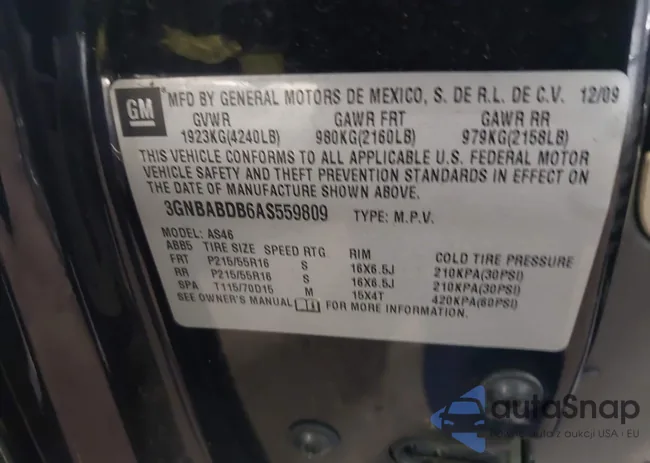 GM
MFD BY GENERAL MOTORS DE MEXICO, S. DE R.L. DE C.V. 12/09
GVWR GAWR FRT GAWR RR
1923KG(4240LB) 980KG(2160LB) 979KG(2158LB)
THIS VEHICLE CONFORMS TO ALL APPLICABLE U.S. FEDERAL MOTOR
VEHICLE SAFETY AND THEFT PREVENTION STANDARDS IN EFFECT ON
THE DATE OF MANUFACTURE SHOWN ABOVE.
3GNBABDB6AS559809 TYPE: M.P.V.
MODEL: AS46
ABB5 TIRE SIZE SPEED RTG RIM COLD TIRE PRESSURE
FRT P215/55R16 S 16X6.5J 210KPA(30PSI)
RR P215/55R16 S 16X6.5J 210KPA(30PSI)
SPA T115/70D15 M 15X4T 420KPA(60PSI)
SEE OWNER'S MANUAL FOR MORE INFORMATION.
autoSnap
z aukcji USA - EU